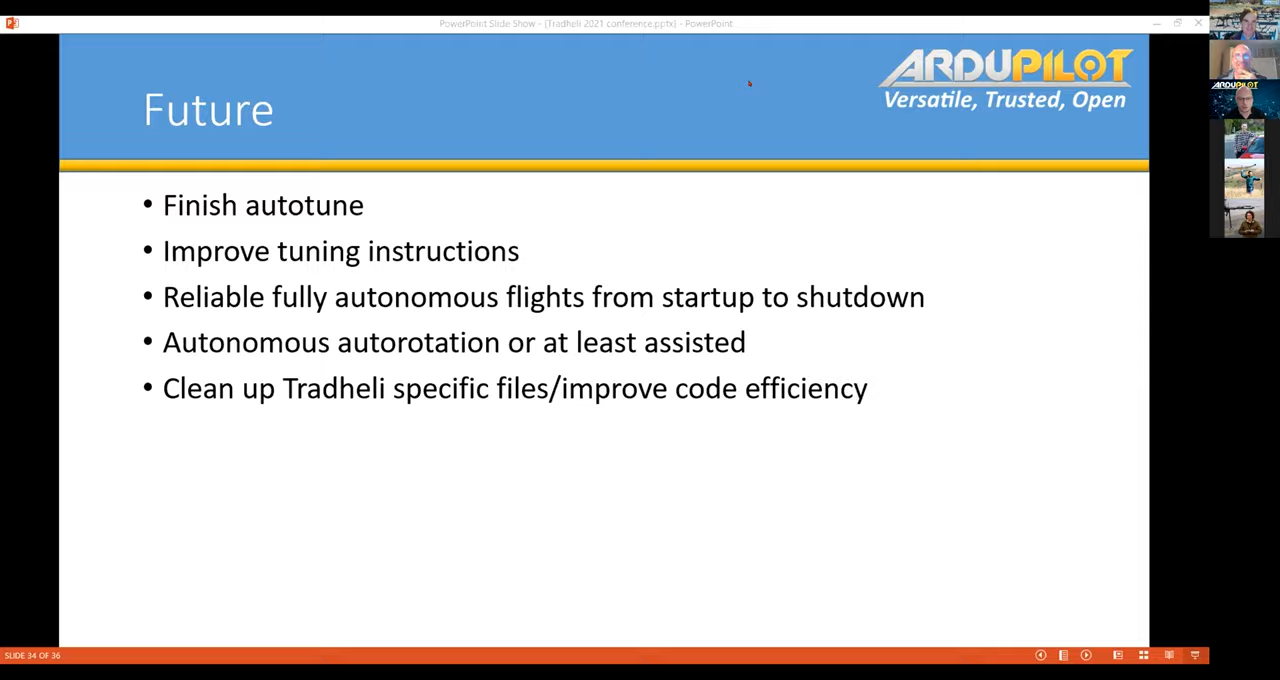 PowerPoint Slide Show - [Tradheli 2021 conference.pptx] - PowerPoint
ARDUPILOT
Versatile, Trusted, Open
Future
• Finish autotune
• Improve tuning instructions
• Reliable fully autonomous flights from startup to shutdown
• Autonomous autorotation or at least assisted
• Clean up Tradheli specific files/improve code efficiency
ARDUPILOT
SLIDE 34 OF 36